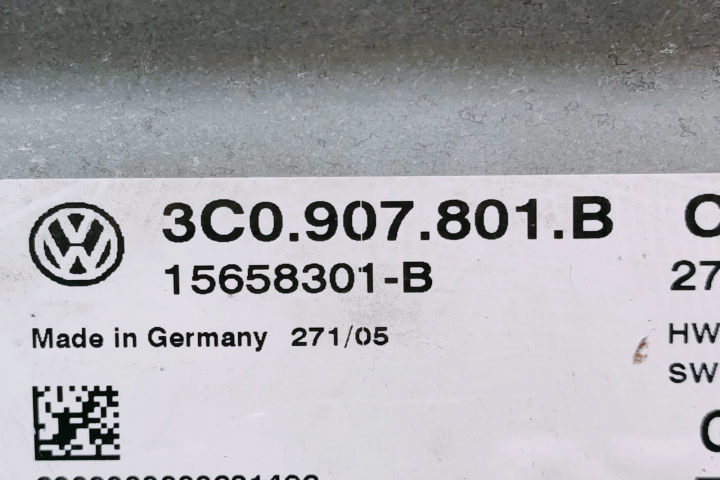 3C0.907.801.B C
15658301-B 27
Made in Germany 271/05
HW
SW